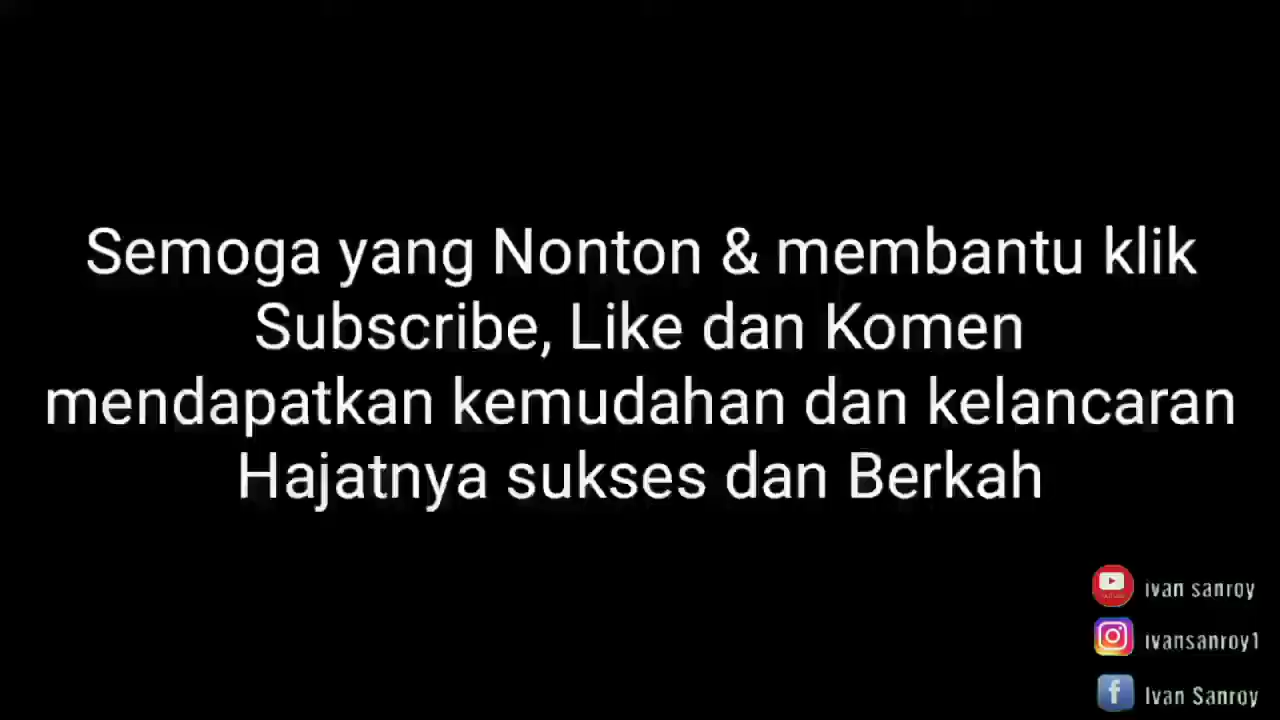 Semoga yang Nonton & membantu klik
Subscribe, Like dan Komen
mendapatkan kemudahan dan kelancaran
Hajatnya sukses dan Berkah
ivan sanroy
ivansanroy1
Ivan Sanroy